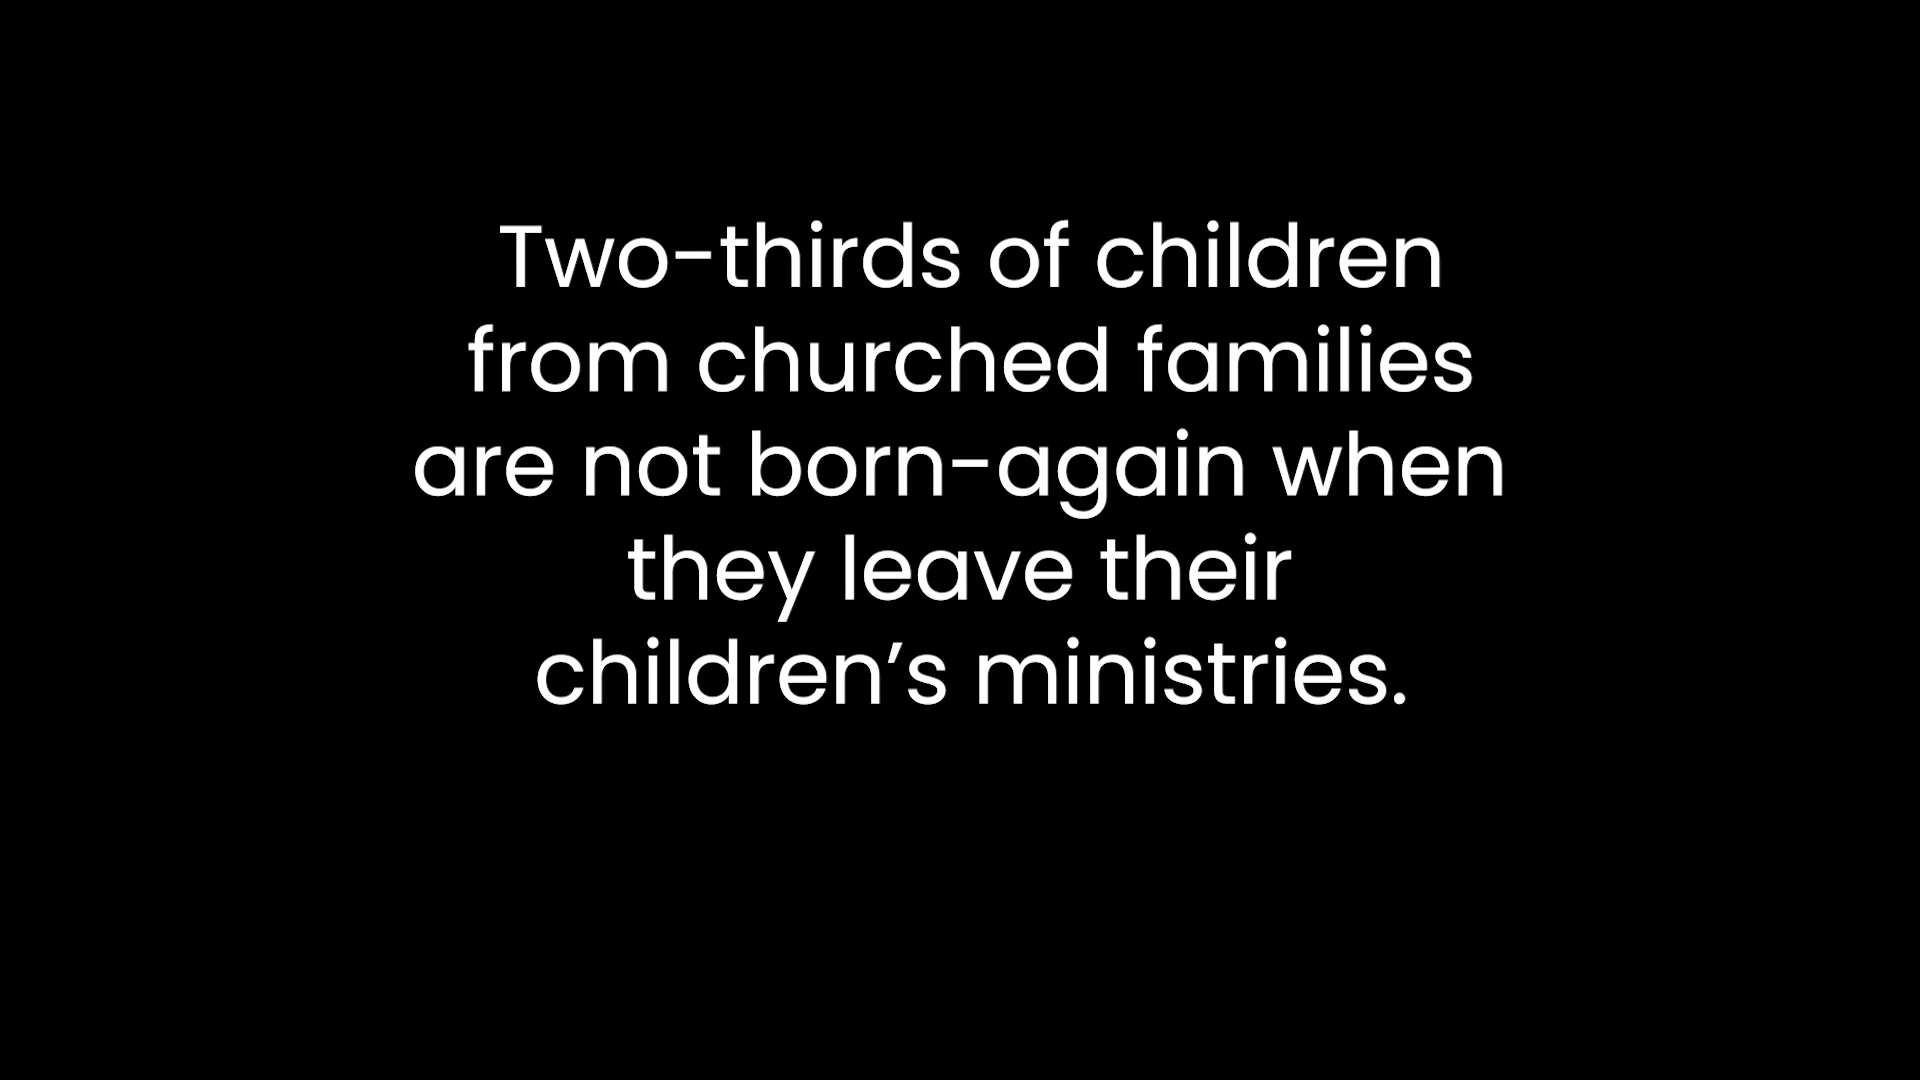 Two-thirds of children
from churched families
are not born-again when
they leave their
children’s ministries.